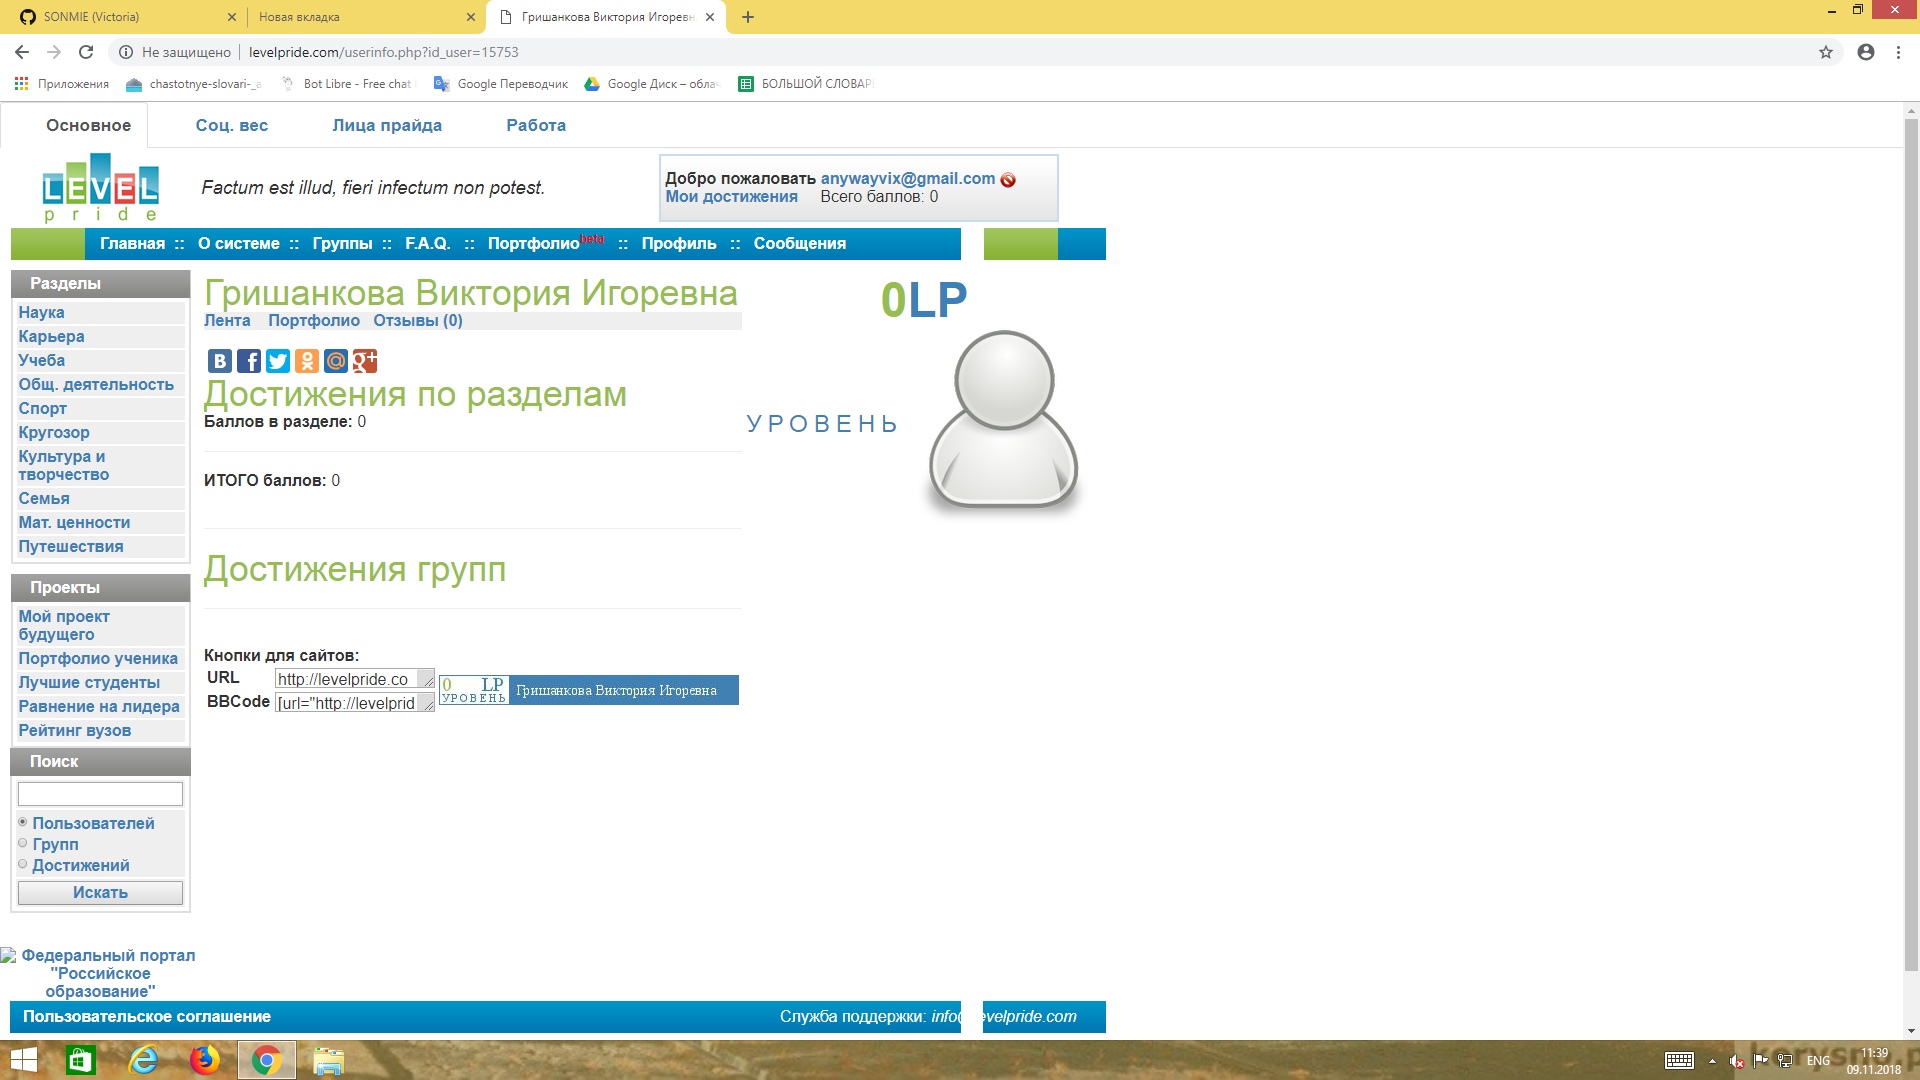 SONMIE (Victoria)
Новая вкладка
Гришанкова Виктория Игоревн
Не защищено
levelpride.com/userinfo.php?id_user=15753
Приложения
chastotnye-slovari-_a
Bot Libre - Free chat
Google Переводчик
Google Диск – обла
БОЛЬШОЙ СЛОВАР
Основное
Соц. вес
Лица прайда
Работа
LEVEL
pride
Factum est illud, fieri infectum non potest.
Добро пожаловать anywayvix@gmail.com
Мои достижения Всего баллов: 0
Главная :: О системе :: Группы :: F.A.Q. :: Портфолио beta :: Профиль :: Сообщения
Разделы
Наука
Карьера
Учеба
Общ. деятельность
Спорт
Кругозор
Культура и
творчество
Семья
Мат. ценности
Путешествия
Проекты
Мой проект
будущего
Портфолио ученика
Лучшие студенты
Равнение на лидера
Рейтинг вузов
Поиск
Пользователей
Групп
Достижений
Искать
Федеральный портал
"Российское
образование"
Гришанкова Виктория Игоревна
Лента Портфолио Отзывы (0)
Достижения по разделам
Баллов в разделе: 0
ИТОГО баллов: 0
Достижения групп
Кнопки для сайтов:
URL http://levelpride.co
BBCode [url="http://levelprid
0 LP
УРОВЕНЬ
Гришанкова Виктория Игоревна
0LP
УРОВЕНЬ
Пользовательское соглашение
Служба поддержки: info evelpride.com
ENG
11:39
09.11.2018